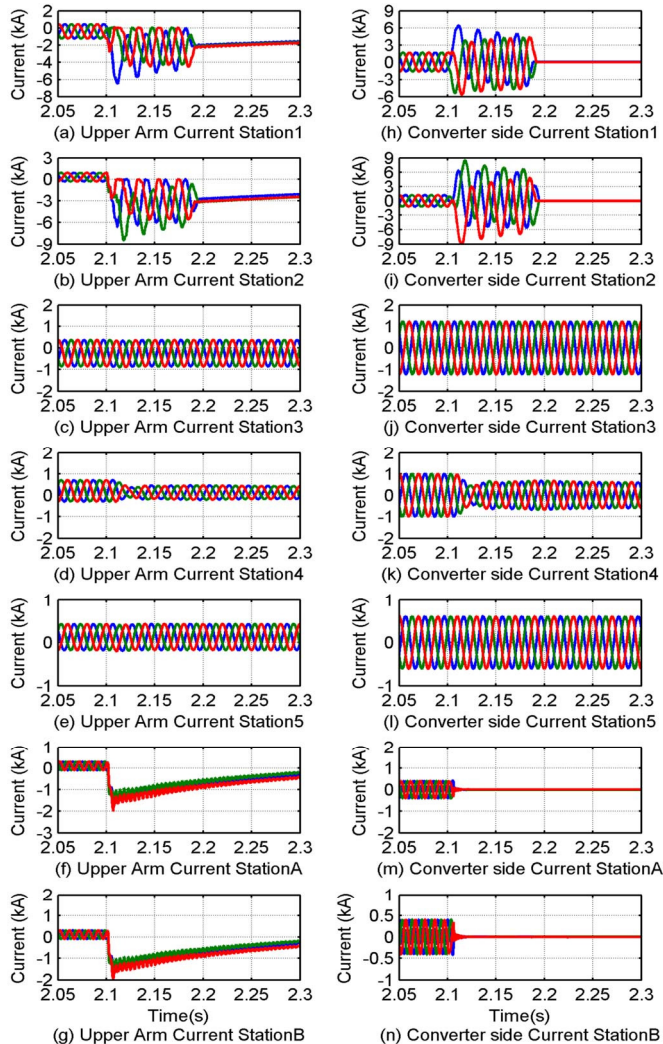 Current (kA)
4
2
0
-2
-4
-6
-8
2.05 2.1 2.15 2.2 2.25 2.3
(a) Upper Arm Current Station1
Current (kA)
9
6
3
0
-3
-6
2.05 2.1 2.15 2.2 2.25 2.3
(h) Converter side Current Station1
Current (kA)
3
0
-3
-6
-9
2.05 2.1 2.15 2.2 2.25 2.3
(b) Upper Arm Current Station2
Current (kA)
9
6
3
0
-3
-6
-9
2.05 2.1 2.15 2.2 2.25 2.3
(i) Converter side Current Station2
Current (kA)
2
1
0
-1
-2
2.05 2.1 2.15 2.2 2.25 2.3
(c) Upper Arm Current Station3
Current (kA)
2
1
0
-1
-2
2.05 2.1 2.15 2.2 2.25 2.3
(j) Converter side Current Station3
Current (kA)
2
1
0
-1
-2
2.05 2.1 2.15 2.2 2.25 2.3
(d) Upper Arm Current Station4
Current (kA)
2
1
0
-1
-2
2.05 2.1 2.15 2.2 2.25 2.3
(k) Converter side Current Station4
Current (kA)
1
0
-1
2.05 2.1 2.15 2.2 2.25 2.3
(e) Upper Arm Current Station5
Current (kA)
1
0
-1
2.05 2.1 2.15 2.2 2.25 2.3
(l) Converter side Current Station5
Current (kA)
1
0
-1
-2
-3
2.05 2.1 2.15 2.2 2.25 2.3
(f) Upper Arm Current StationA
Current (kA)
2
1
0
-1
-2
2.05 2.1 2.15 2.2 2.25 2.3
(m) Converter side Current StationA
Current (kA)
2
1
0
-1
-2
2.05 2.1 2.15 2.2 2.25 2.3
Time(s)
(g) Upper Arm Current StationB
Current (kA)
1
0.5
0
-0.5
-1
2.05 2.1 2.15 2.2 2.25 2.3
Time(s)
(n) Converter side Current StationB